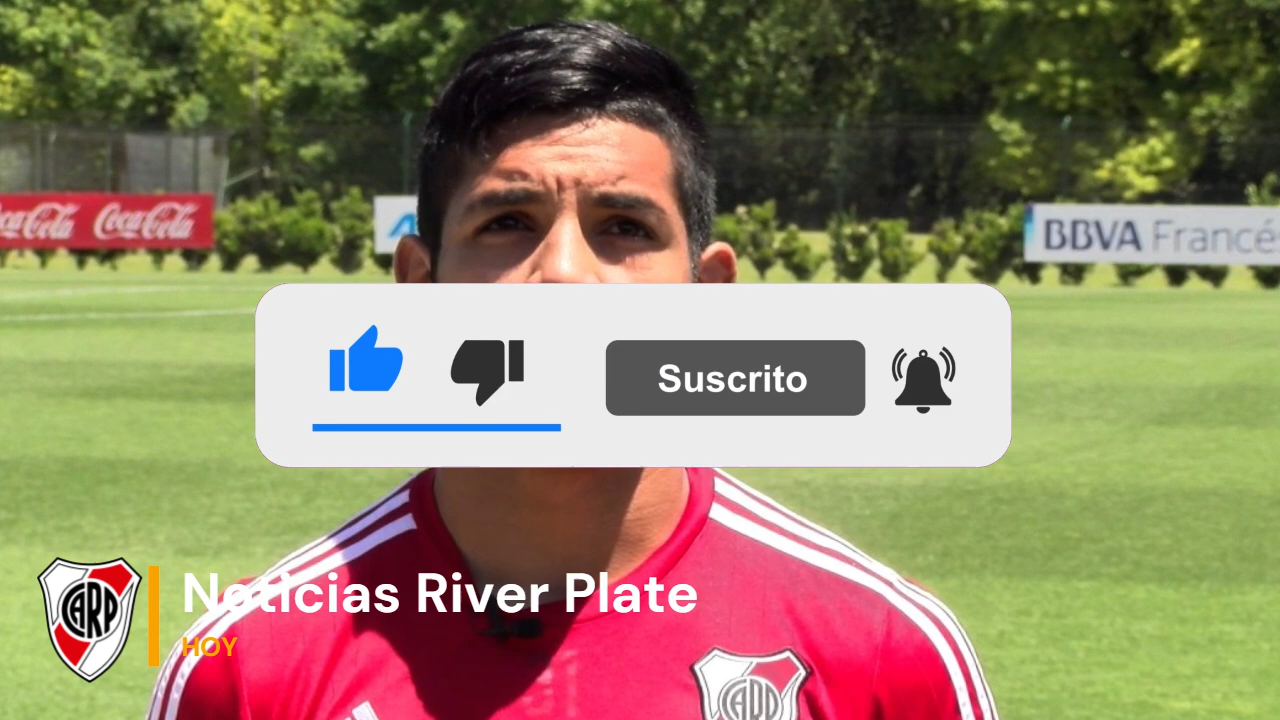 Coca-Cola Coca-Cola
BBVA Francé
Suscrito
Noticias River Plate
HOY
CARP
CARP